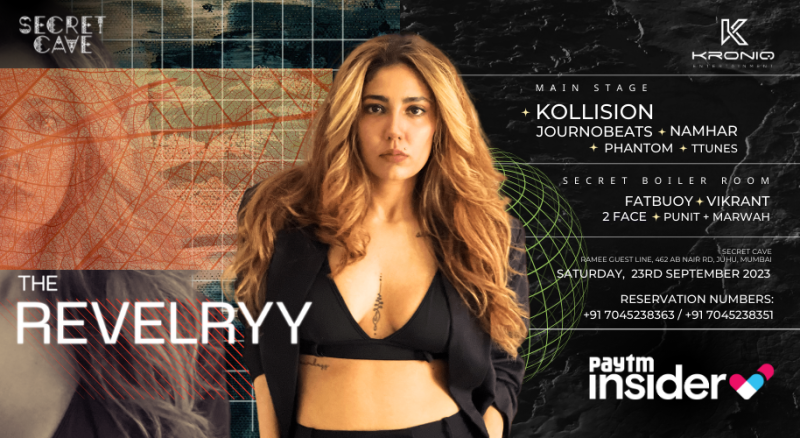 SECRET
CAVE
KRONIQ
ENTERTAINMENT
MAIN STAGE
KOLLISION
JOURNOBEATS NAMHAR
PHANTOM TTUNES
SECRET BOILER ROOM
FATBUOY VIKRANT
2 FACE PUNIT + MARWAH
SECRET CAVE
RAMEE GUEST LINE, 462 AB NAIR RD, JUHU, MUMBAI
SATURDAY, 23RD SEPTEMBER 2023
RESERVATION NUMBERS:
+91 7045238363 / +91 7045238351
THE
REVELRYY
paytm
insider